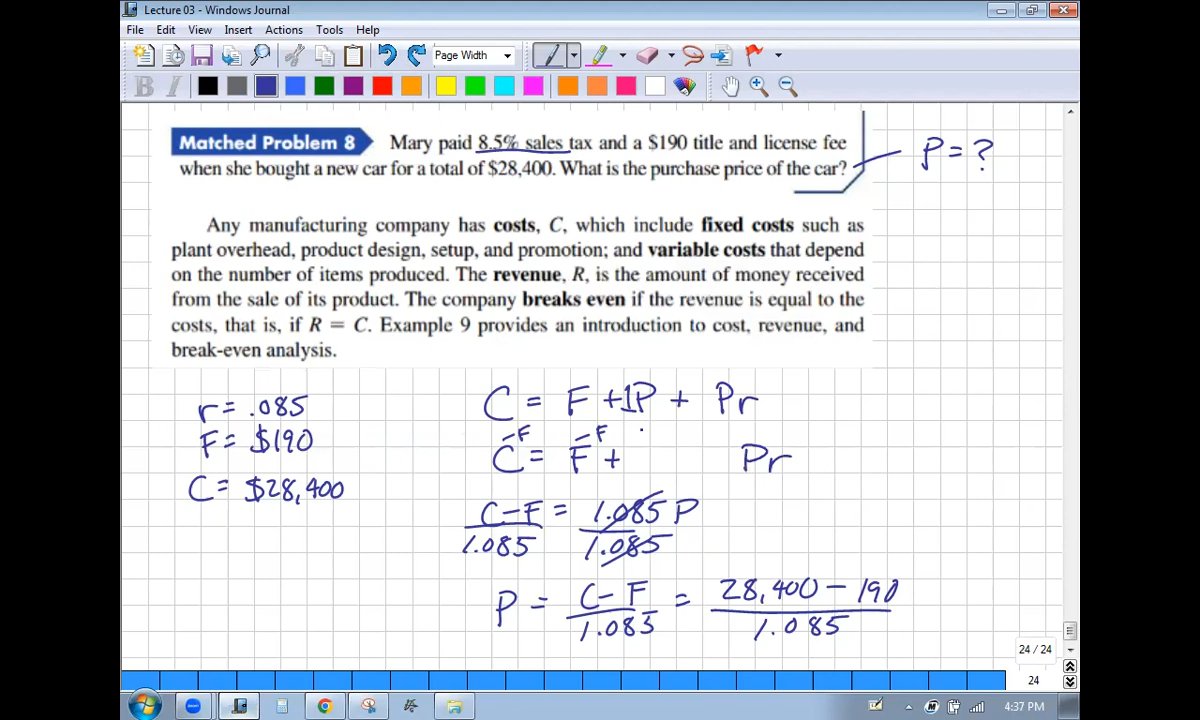 Lecture 03 - Windows Journal
File Edit View Insert Actions Tools Help
Page Width
B I
Matched Problem 8 Mary paid 8.5% sales tax and a $190 title and license fee
when she bought a new car for a total of $28,400. What is the purchase price of the car?
P = ?
Any manufacturing company has costs, C, which include fixed costs such as
plant overhead, product design, setup, and promotion; and variable costs that depend
on the number of items produced. The revenue, R, is the amount of money received
from the sale of its product. The company breaks even if the revenue is equal to the
costs, that is, if R = C. Example 9 provides an introduction to cost, revenue, and
break-even analysis.
r = .085
F = $190
C = $28,400
C = F + 1P + Pr
-F -F
C = F + Pr
C-F = 1.085 P
1.085 1.085
P = C-F = 28,400 - 190
1.085 1.085
24 / 24
24
4:37 PM